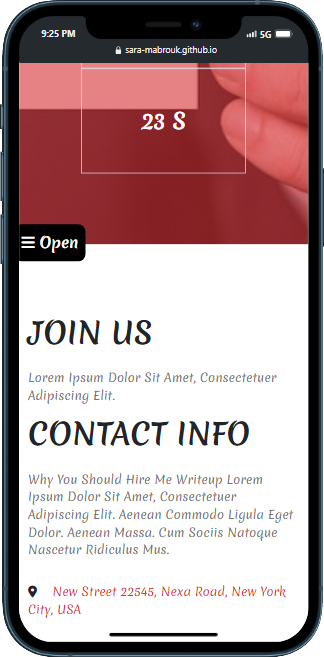 9:25 PM 5G
sara-mabrouk.github.io
23 S
Open
JOIN US
Lorem Ipsum Dolor Sit Amet, Consectetuer
Adipiscing Elit.
CONTACT INFO
Why You Should Hire Me Writeup Lorem
Ipsum Dolor Sit Amet, Consectetuer
Adipiscing Elit. Aenean Commodo Ligula Eget
Dolor. Aenean Massa. Cum Sociis Natoque
Nascetur Ridiculus Mus.
New Street 22545, Nexa Road, New York
City, USA